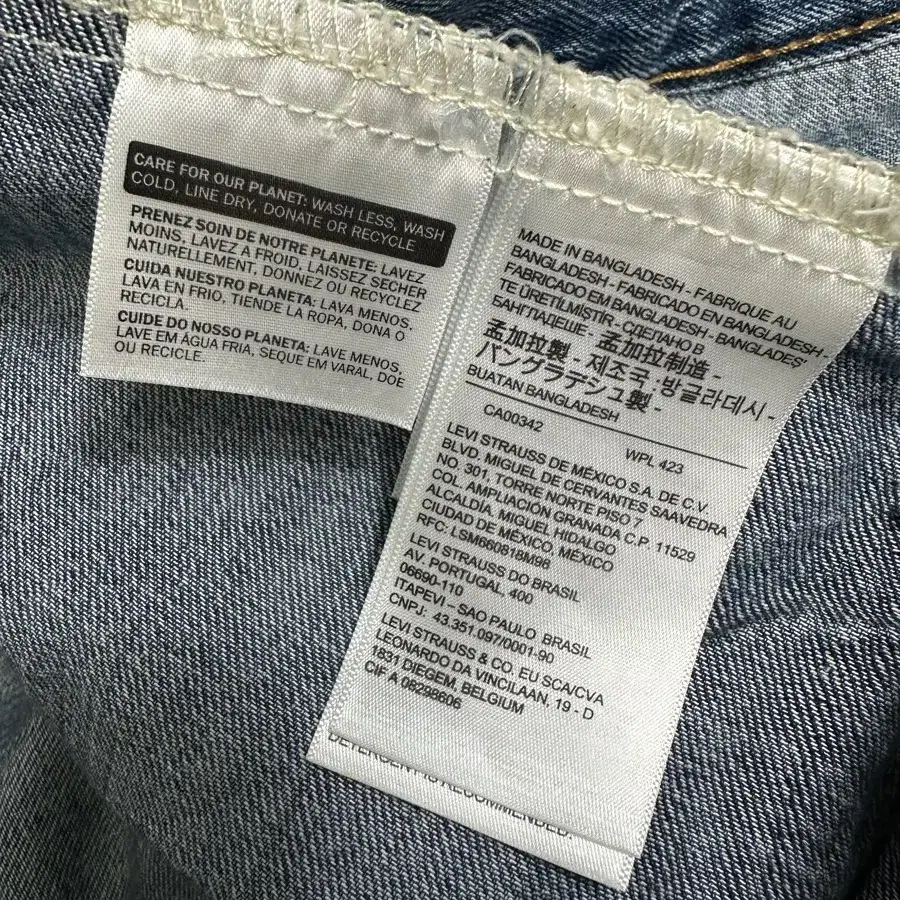 CARE FOR OUR PLANET: WASH LESS, WASH
COLD, LINE DRY, DONATE OR RECYCLE
PRENEZ SOIN DE NOTRE PLANETE: LAVEZ
MOINS, LAVEZ A FROID, LAISSEZ SECHER
NATURELLEMENT, DONNEZ OU RECYCLEZ
CUIDA NUESTRO PLANETA: LAVA MENOS,
LAVA EN FRIO, TIENDE LA ROPA, DONA O
RECICLA.
CUIDE DO NOSSO PLANETA: LAVE MENOS,
LAVE EM ÁGUA FRIA, SEQUE EM VARAL, DOE
OU RECICLE.
MADE IN BANGLADESH - FABRIQUE AU
BANGLADESH - FABRICADO EN BANGLADESH -
FABRICADO EM BANGLADESH - BANGLADEŞ'
TE ÜRETİLMİSTİR - СДЕЛАНО В
БАНГЛАДЕШЕ - 孟加拉制造 -
孟加拉製 - 제조국 :방글라데시 -
バングラデシュ製 -
BUATAN BANGLADESH
CA00342 WPL 423
LEVI STRAUSS DE MÉXICO S.A. DE C.V.
BLVD. MIGUEL DE CERVANTES SAAVEDRA
NO. 301, TORRE NORTE PISO 7
COL. AMPLIACIÓN GRANADA C.P. 11529
ALCALDÍA, MIGUEL HIDALGO
CIUDAD DE MÉXICO, MÉXICO
RFC: LSM660818M98
LEVI STRAUSS DO BRASIL
AV. PORTUGAL, 400
06690-110
ITAPEVI – SAO PAULO BRASIL
CNPJ: 43.351.097/0001-90
LEVI STRAUSS & CO. EU SCA/CVA
LEONARDO DA VINCILAAN, 19 - D
1831 DIEGEM, BELGIUM
CIF A 08298606
DETERGENT IS RECOMMENDED